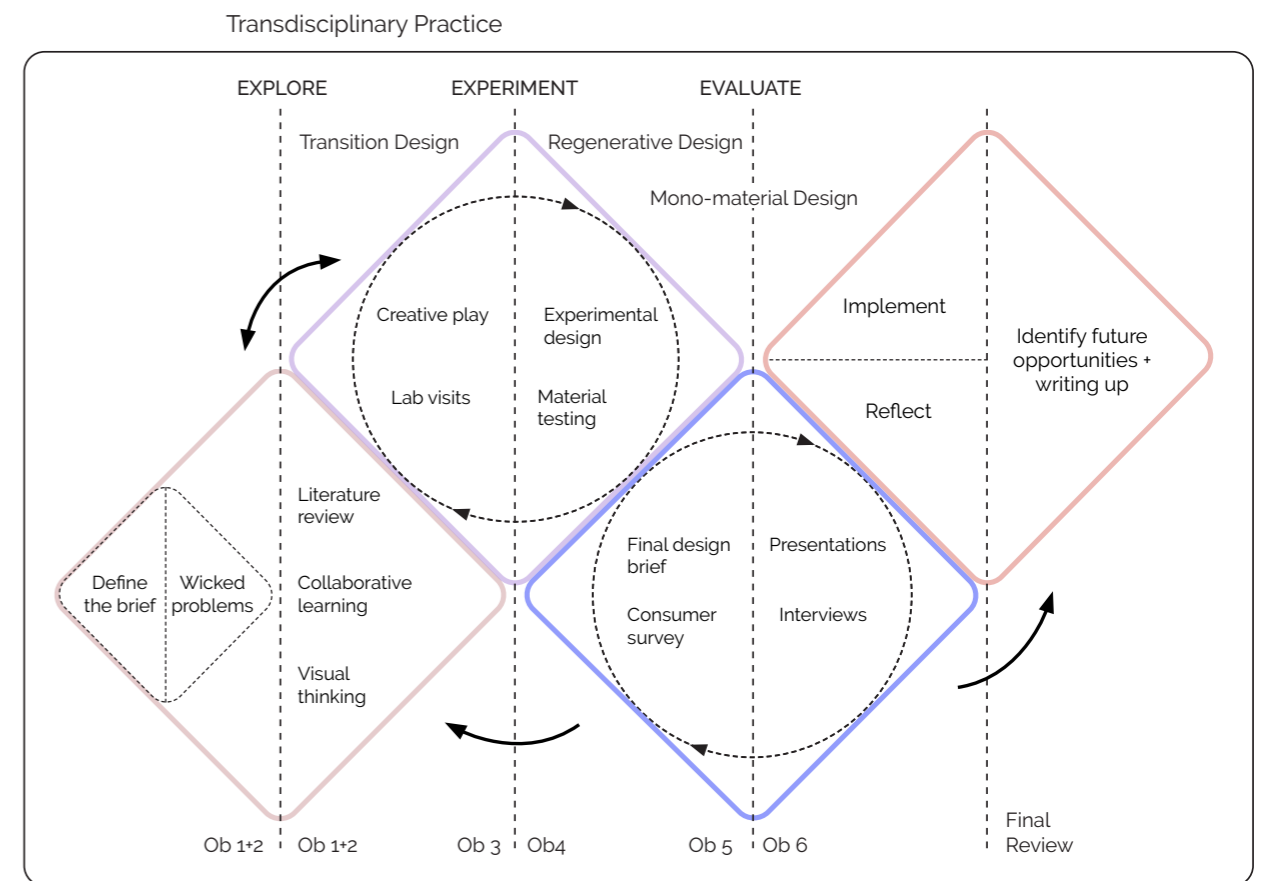 Transdisciplinary Practice
EXPLORE
EXPERIMENT
EVALUATE
Transition Design
Regenerative Design
Mono-material Design
Creative play
Experimental
design
Lab visits
Material
testing
Implement
Reflect
Identify future
opportunities +
writing up
Define
the brief
Wicked
problems
Literature
review
Collaborative
learning
Visual
thinking
Final design
brief
Consumer
survey
Presentations
Interviews
Ob 1+2
Ob 1+2
Ob 3
Ob4
Ob 5
Ob 6
Final
Review